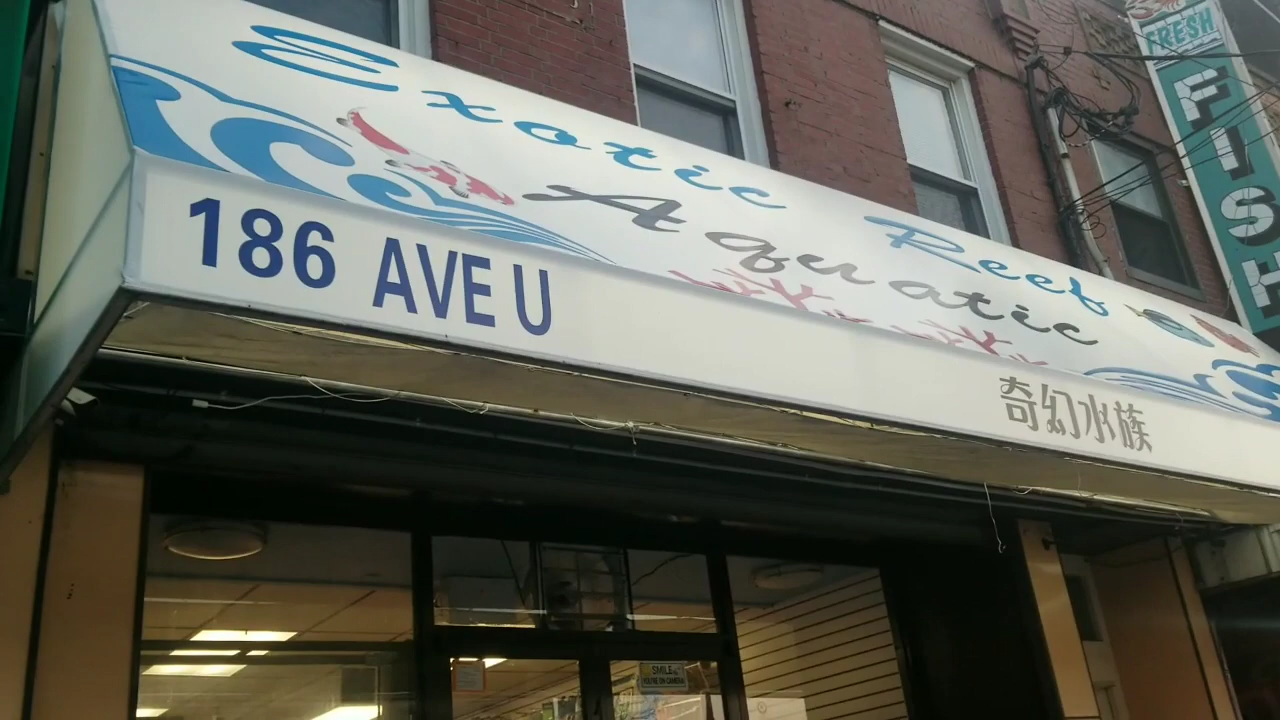 Exotic Reef
Aquatic
186 AVE U
奇幻水族
FRESH
FISH
SMILE
YOU'RE ON CAMERA